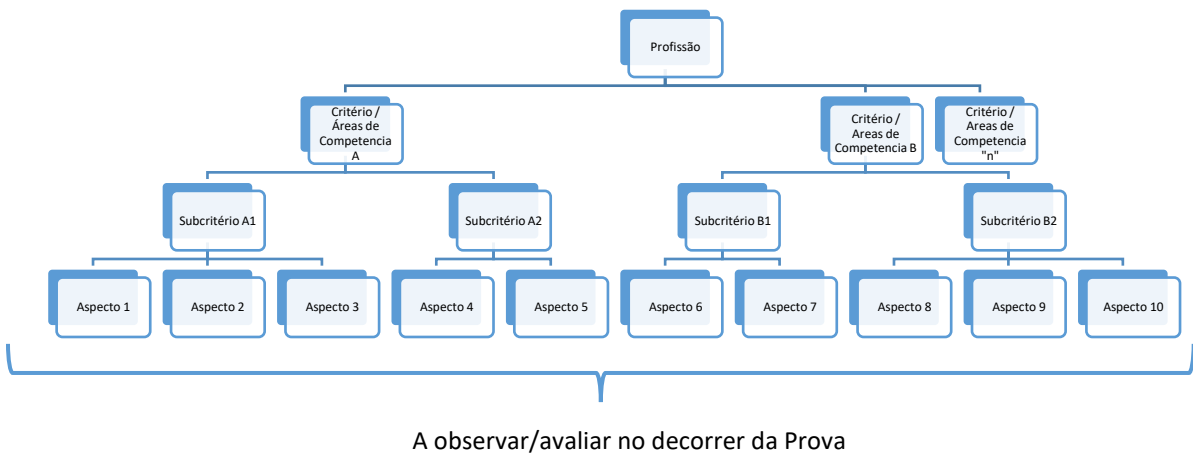 Profissão
Critério /
Áreas de
Competencia
A
Critério /
Areas de
Competencia B
Critério /
Areas de
Competencia
"n"
Subcritério A1
Subcritério A2
Subcritério B1
Subcritério B2
Aspecto 1
Aspecto 2
Aspecto 3
Aspecto 4
Aspecto 5
Aspecto 6
Aspecto 7
Aspecto 8
Aspecto 9
Aspecto 10
A observar/avaliar no decorrer da Prova